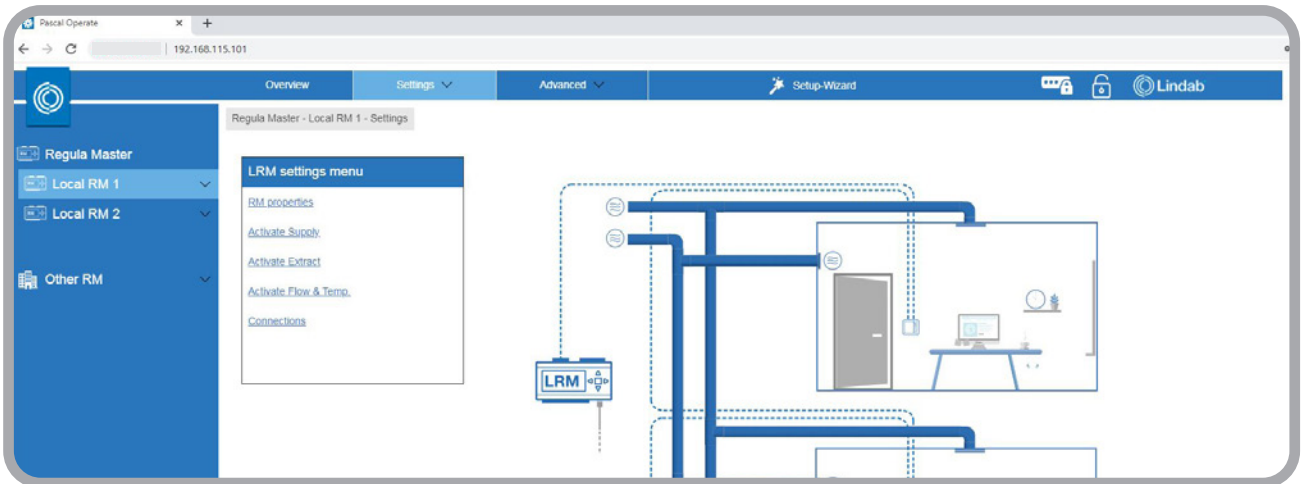 Pascal Operate
192.168.115.101
Overview
Settings
Advanced
Setup-Wizard
Lindab
Regula Master - Local RM 1 - Settings
Regula Master
Local RM 1
Local RM 2
Other RM
LRM settings menu
RM properties
Activate Supply
Activate Extract
Activate Flow & Temp.
Connections
LRM